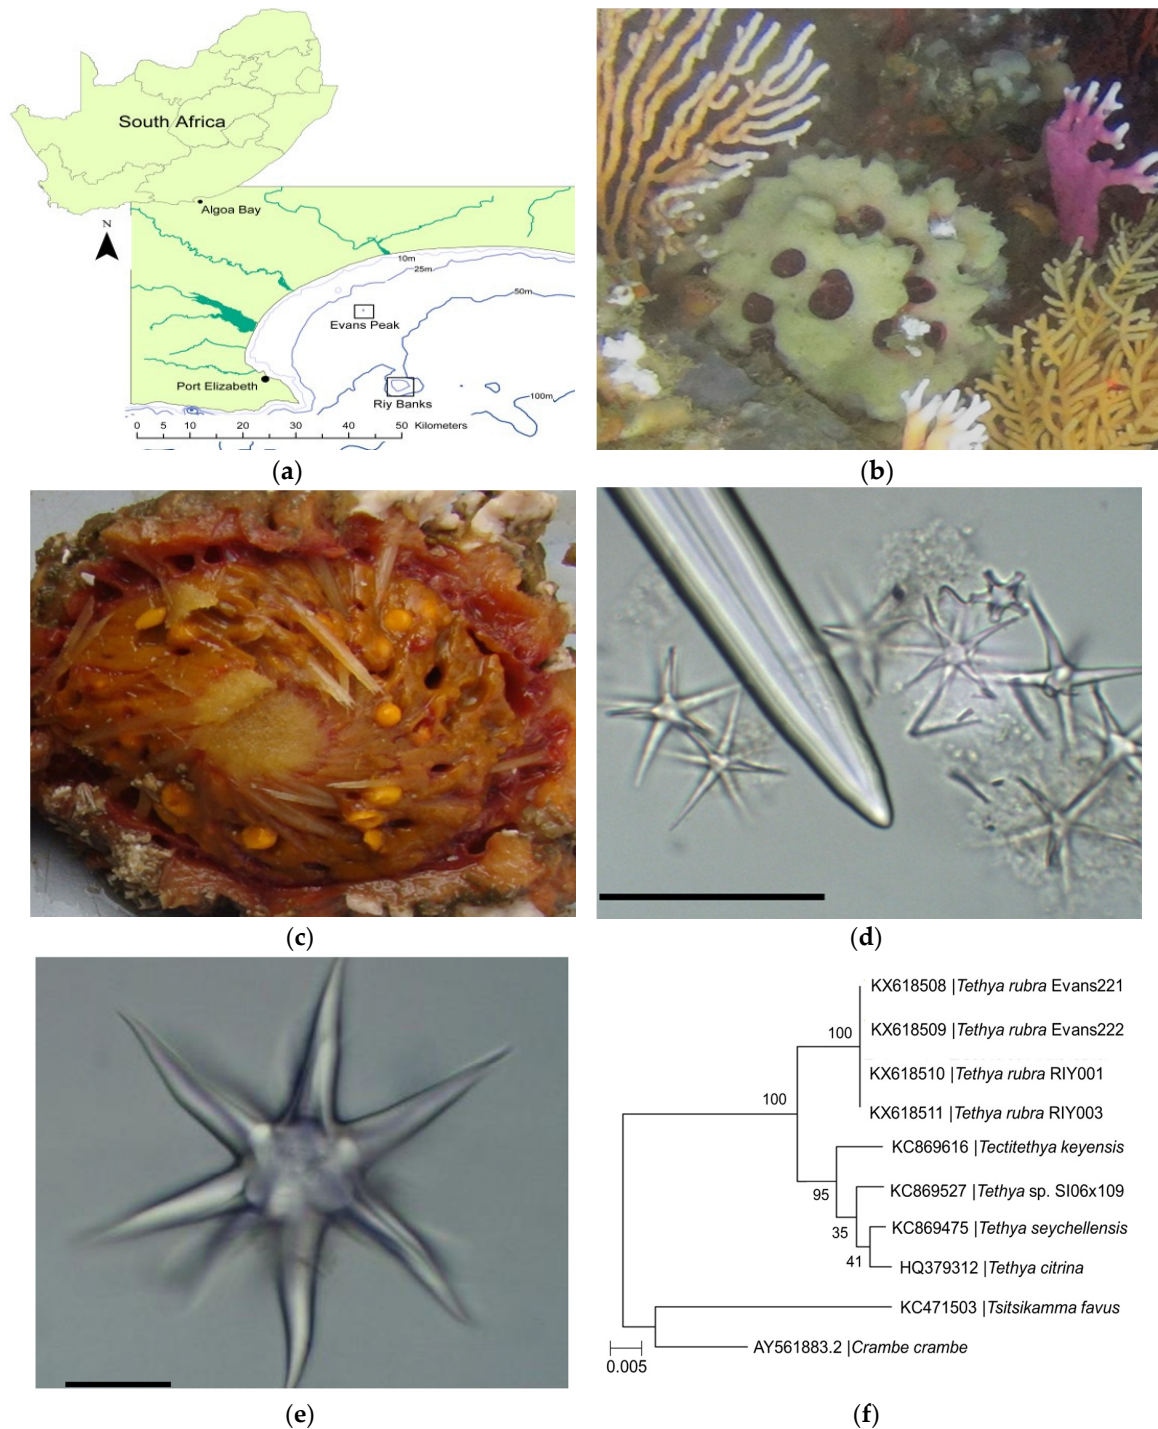 South Africa
Algoa Bay
N
10m
25m
50m
Evans Peak
Port Elizabeth
Riy Banks
100m
0 5 10 20 30 40 50 Kilometers
(a)
(b)
(c)
(d)
KX618508 |Tethya rubra Evans221
100
KX618509 |Tethya rubra Evans222
KX618510 |Tethya rubra RIY001
100
KX618511 |Tethya rubra RIY003
KC869616 |Tectitethya keyensis
95
KC869527 |Tethya sp. SI06x109
35
KC869475 |Tethya seychellensis
41
HQ379312 |Tethya citrina
KC471503 |Tsitsikamma favus
AY561883.2 |Crambe crambe
0.005
(e)
(f)